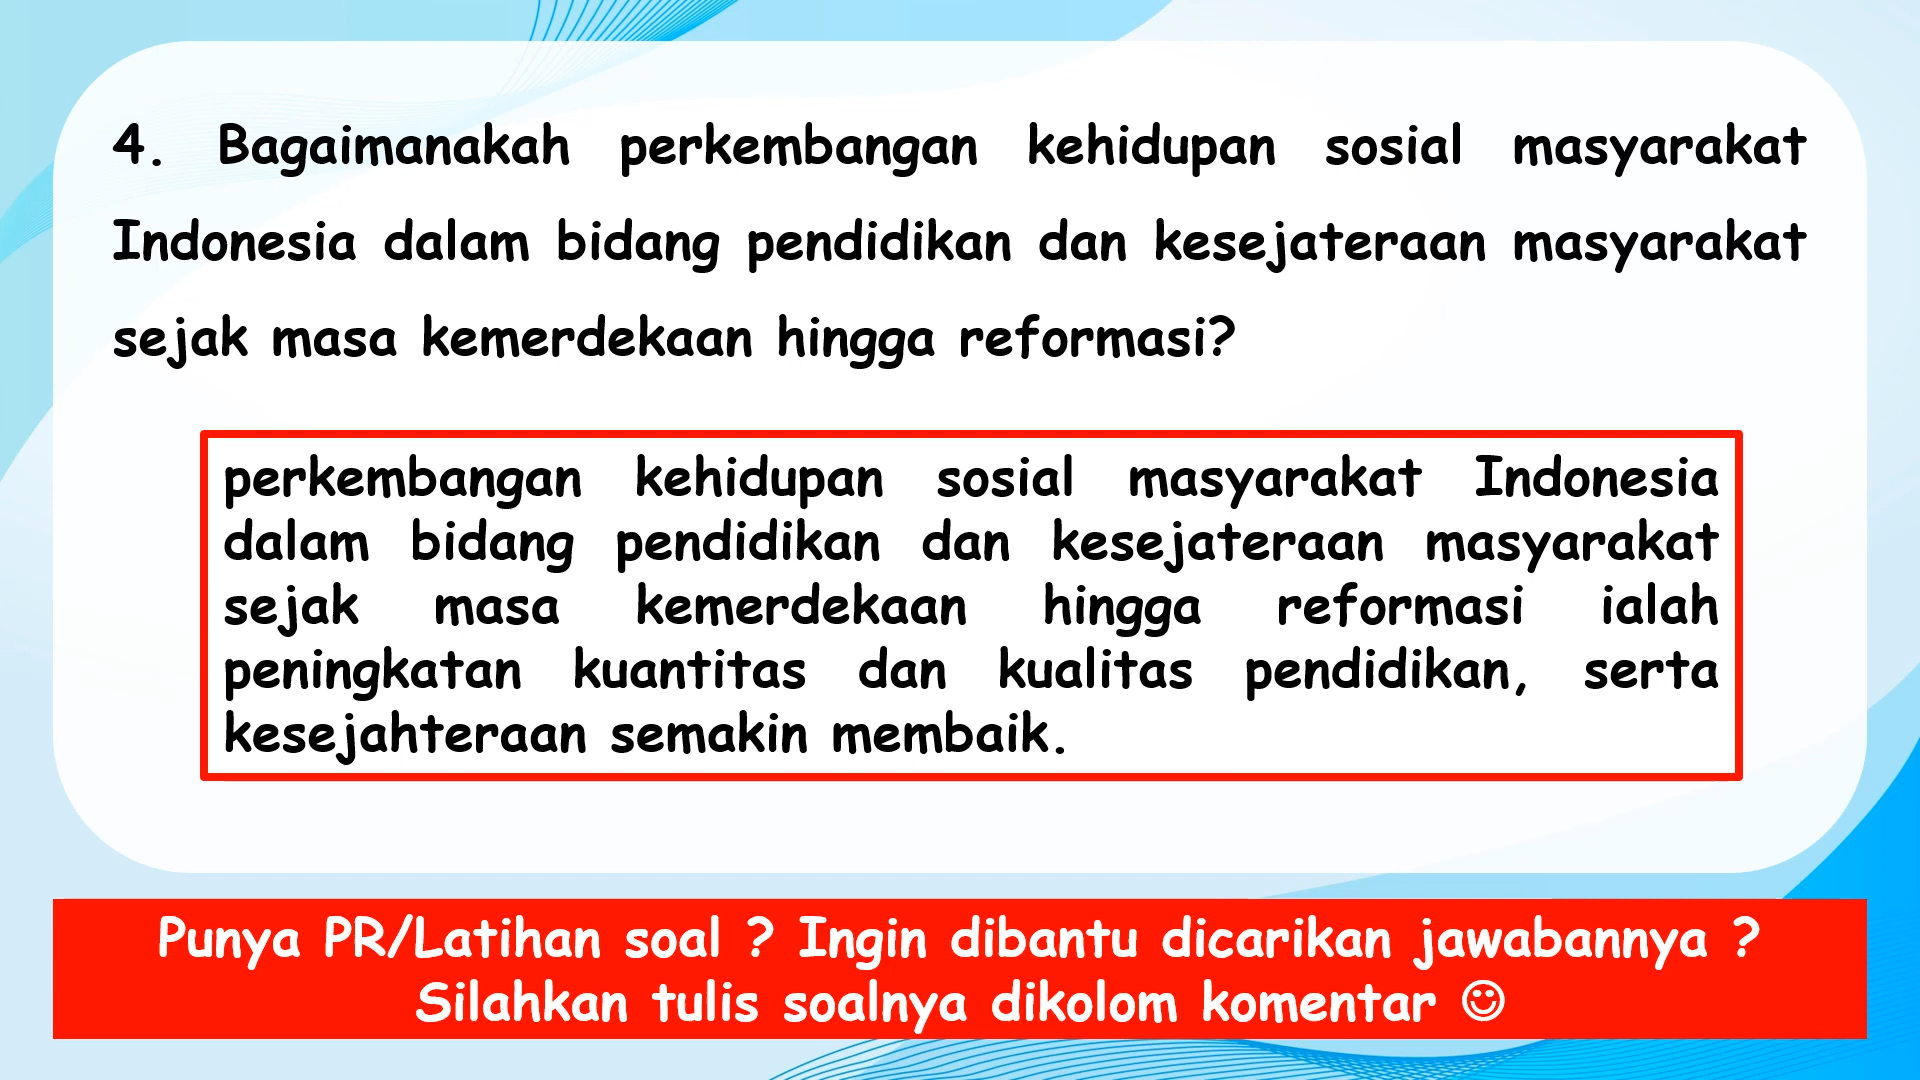 4. Bagaimanakah perkembangan kehidupan sosial masyarakat
Indonesia dalam bidang pendidikan dan kesejateraan masyarakat
sejak masa kemerdekaan hingga reformasi?
perkembangan kehidupan sosial masyarakat Indonesia
dalam bidang pendidikan dan kesejateraan masyarakat
sejak masa kemerdekaan hingga reformasi ialah
peningkatan kuantitas dan kualitas pendidikan, serta
kesejahteraan semakin membaik.
Punya PR/Latihan soal ? Ingin dibantu dicarikan jawabannya ?
Silahkan tulis soalnya dikolom komentar ☺